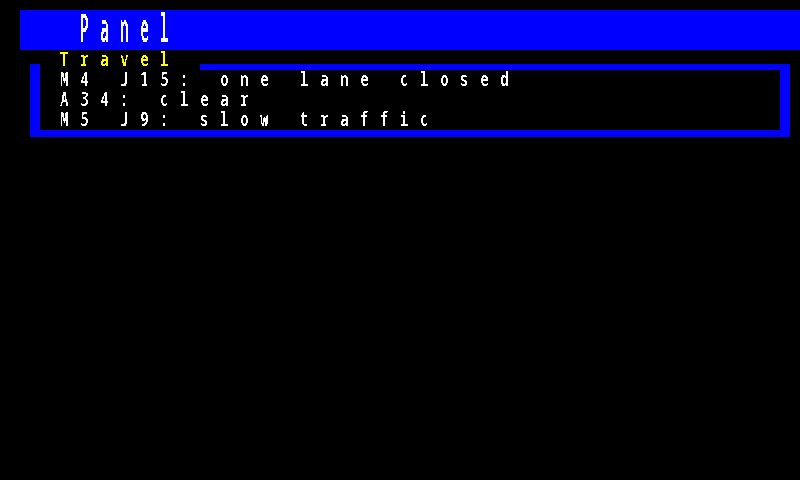 Panel
Travel
M4 J15: one lane closed
A34: clear
M5 J9: slow traffic